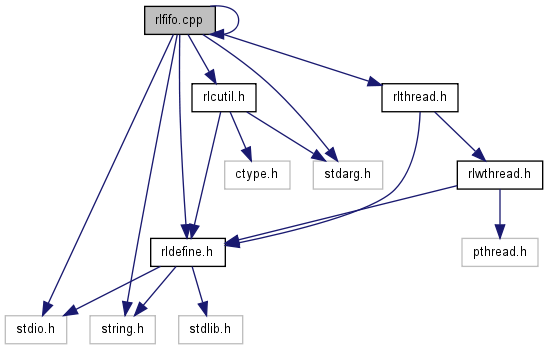 rlfifo.cpp
rlcutil.h
rlthread.h
ctype.h
stdarg.h
rlwthread.h
rldefine.h
pthread.h
stdio.h
string.h
stdlib.h